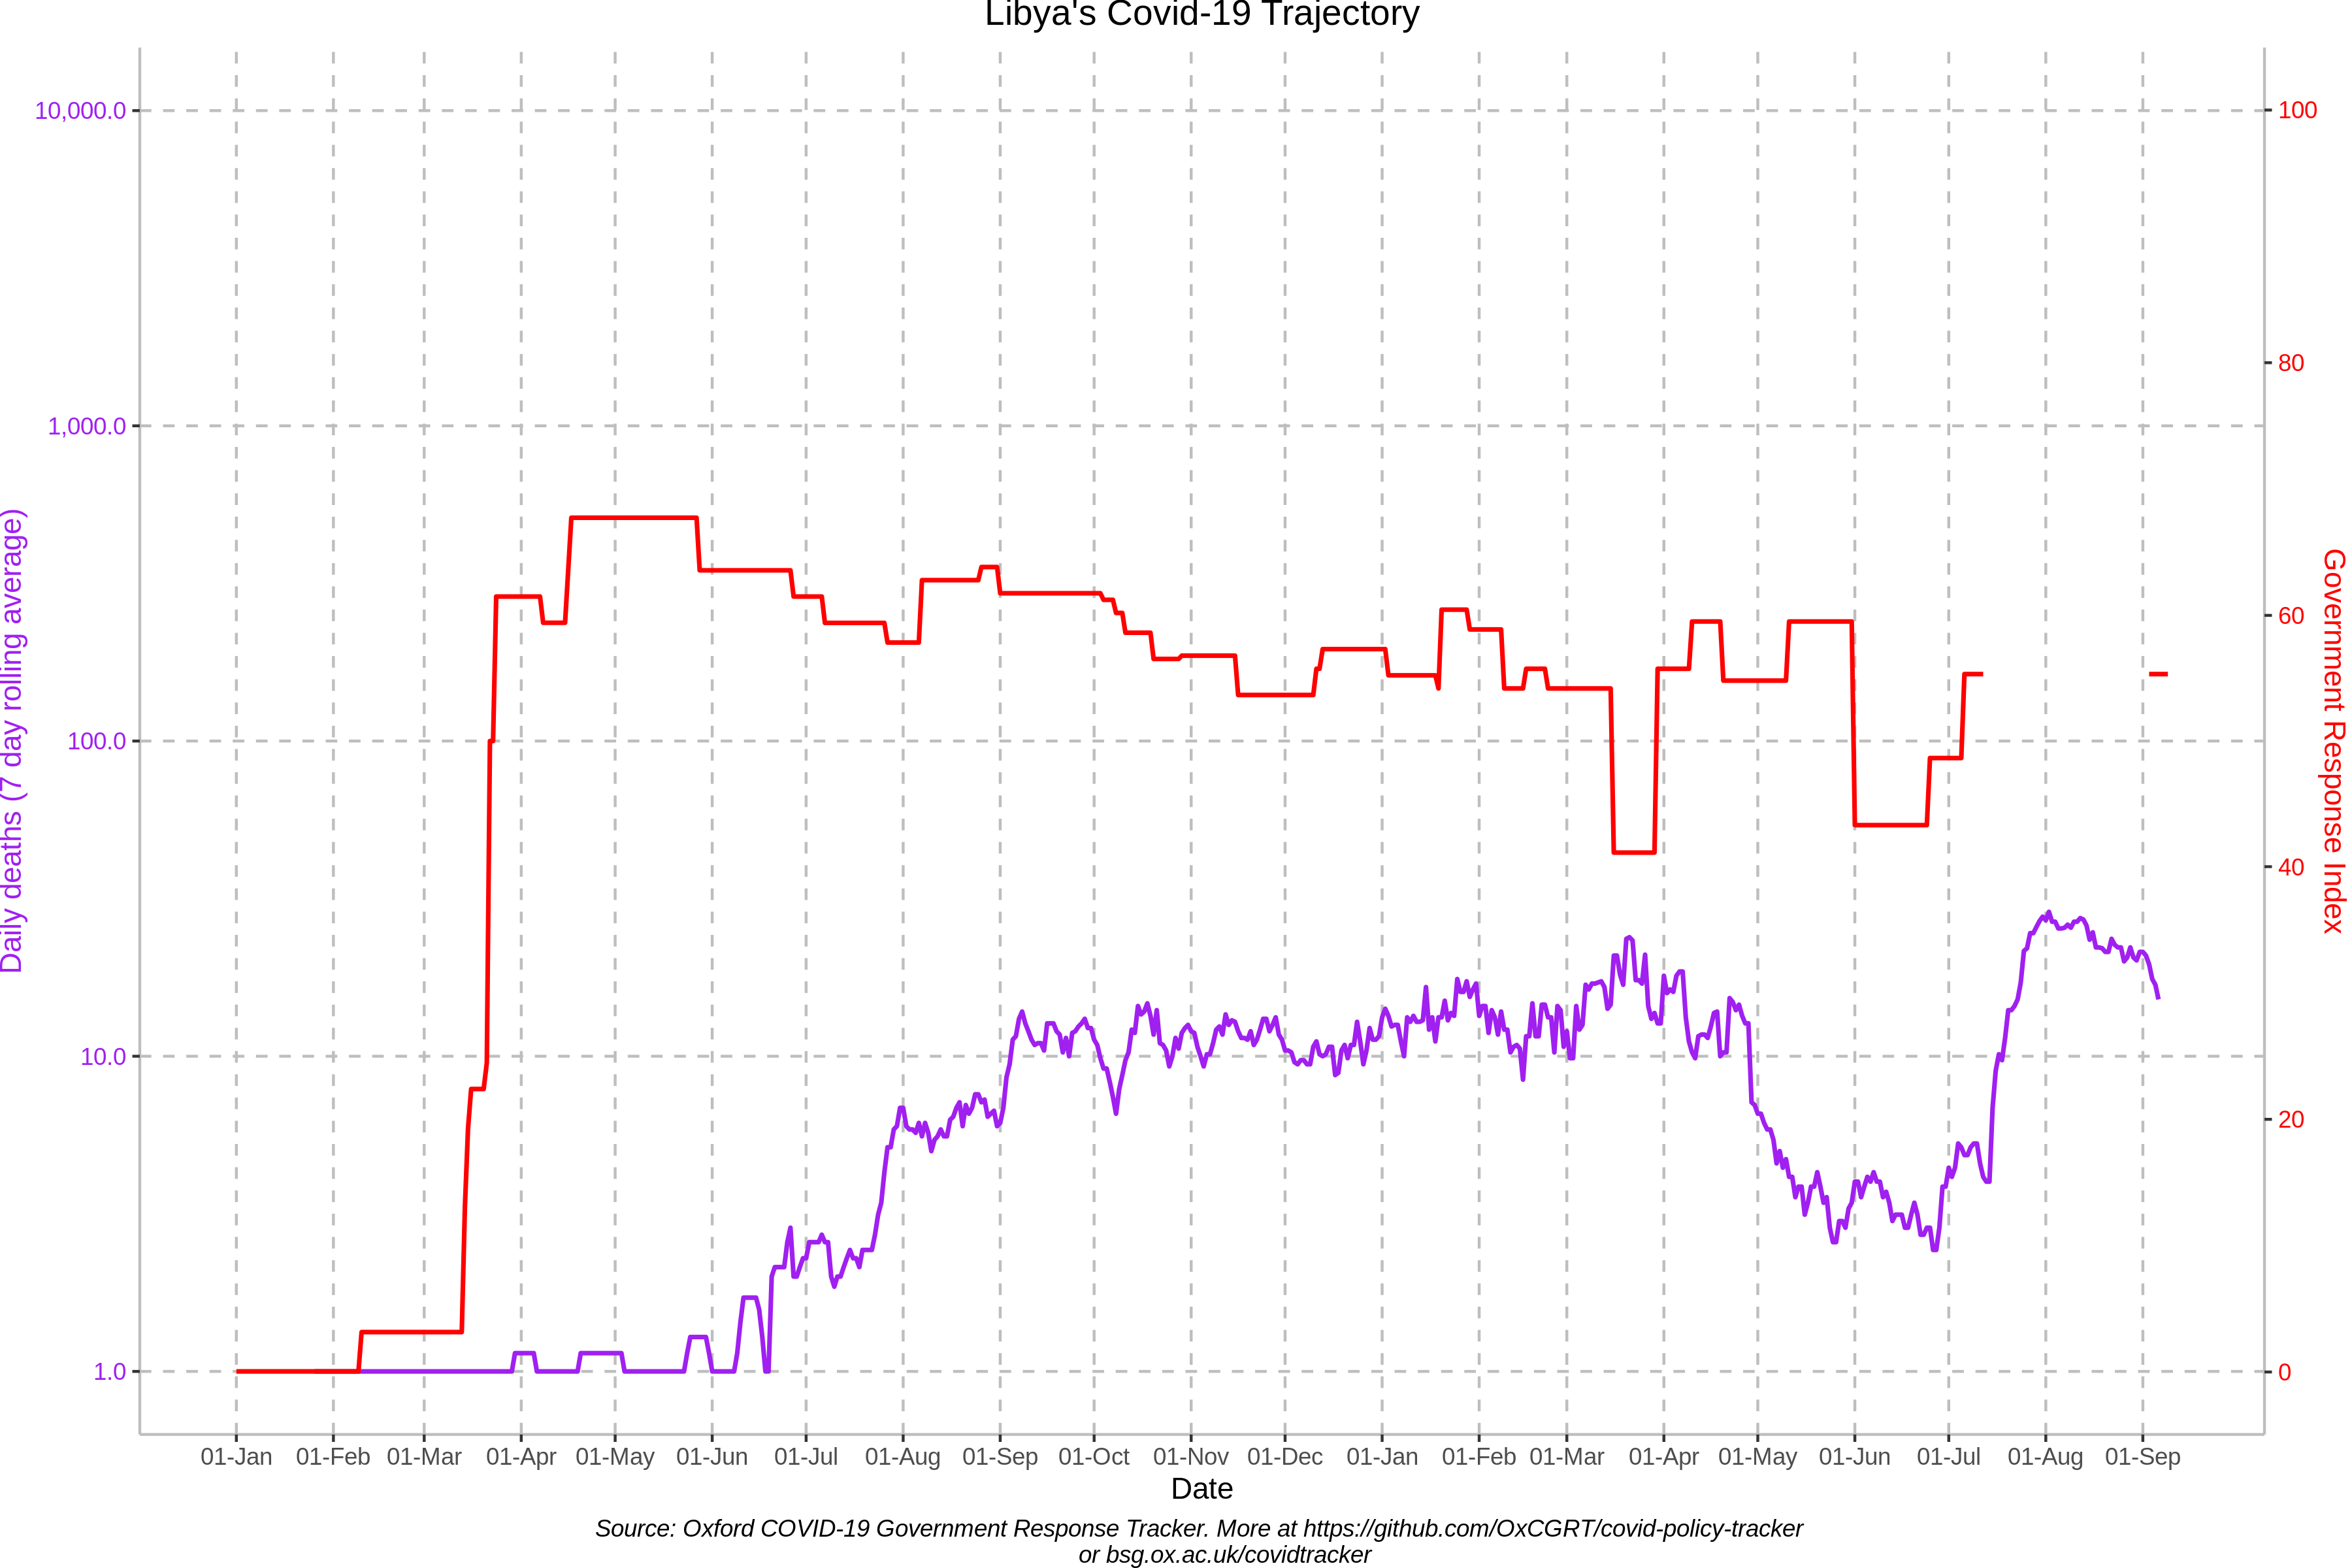 Libya's Covid-19 Trajectory
10,000.0
1,000.0
100.0
10.0
1.0
Daily deaths (7 day rolling average)
100
80
60
40
20
0
Government Response Index
01-Jan 01-Feb 01-Mar 01-Apr 01-May 01-Jun 01-Jul 01-Aug 01-Sep 01-Oct 01-Nov 01-Dec 01-Jan 01-Feb 01-Mar 01-Apr 01-May 01-Jun 01-Jul 01-Aug 01-Sep
Date
Source: Oxford COVID-19 Government Response Tracker. More at https://github.com/OxCGRT/covid-policy-tracker
or bsg.ox.ac.uk/covidtracker